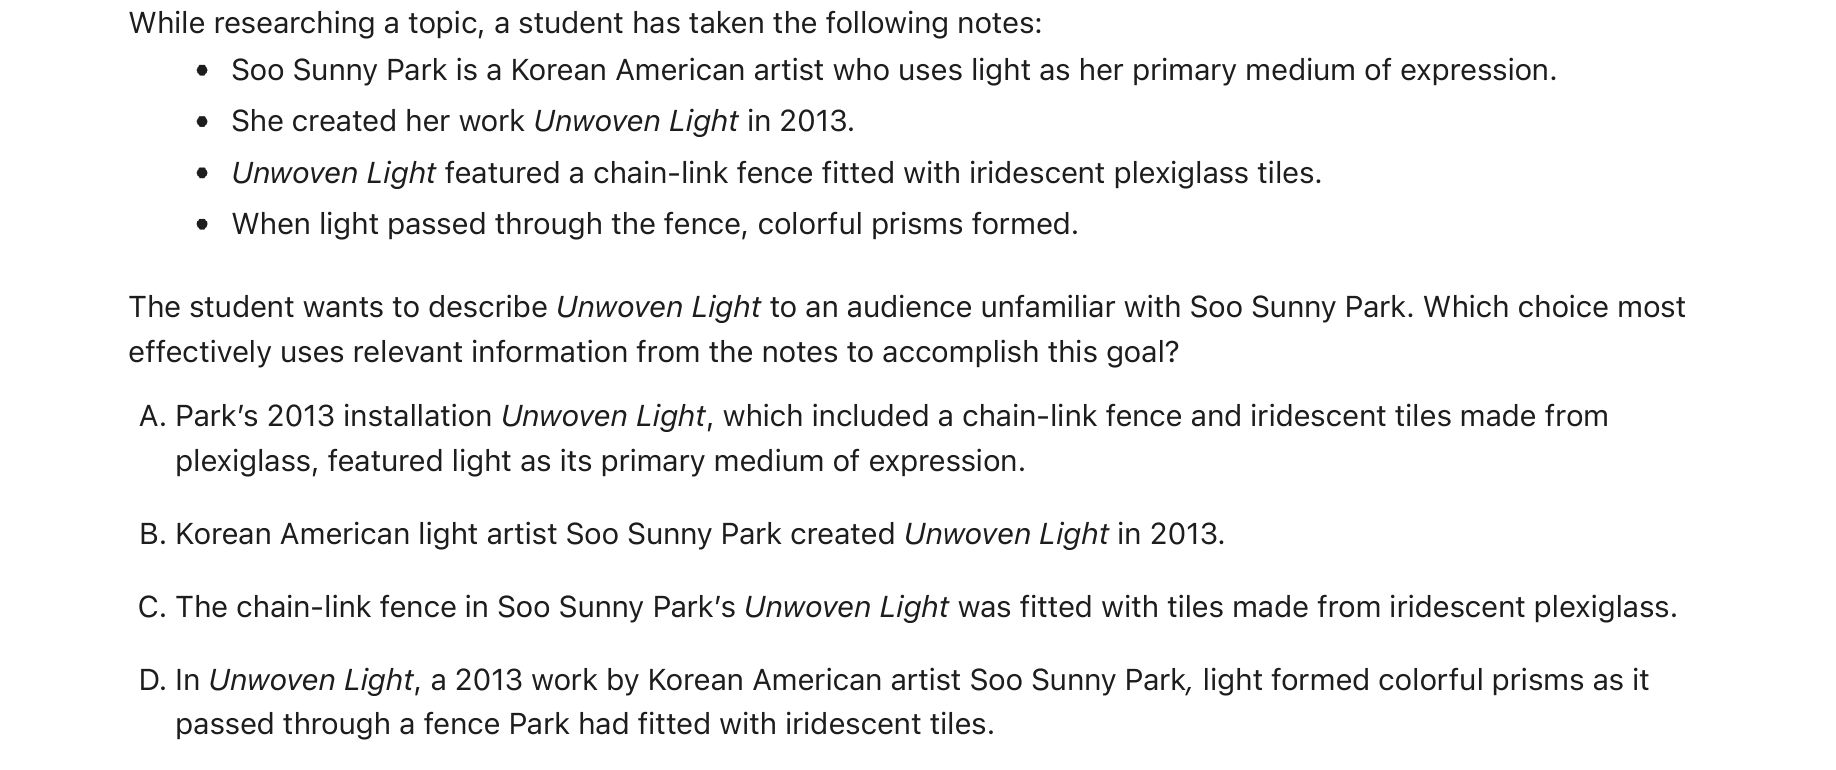 While researching a topic, a student has taken the following notes:
• Soo Sunny Park is a Korean American artist who uses light as her primary medium of expression.
• She created her work Unwoven Light in 2013.
• Unwoven Light featured a chain-link fence fitted with iridescent plexiglass tiles.
• When light passed through the fence, colorful prisms formed.
The student wants to describe Unwoven Light to an audience unfamiliar with Soo Sunny Park. Which choice most
effectively uses relevant information from the notes to accomplish this goal?
A. Park’s 2013 installation Unwoven Light, which included a chain-link fence and iridescent tiles made from
plexiglass, featured light as its primary medium of expression.
B. Korean American light artist Soo Sunny Park created Unwoven Light in 2013.
C. The chain-link fence in Soo Sunny Park’s Unwoven Light was fitted with tiles made from iridescent plexiglass.
D. In Unwoven Light, a 2013 work by Korean American artist Soo Sunny Park, light formed colorful prisms as it
passed through a fence Park had fitted with iridescent tiles.